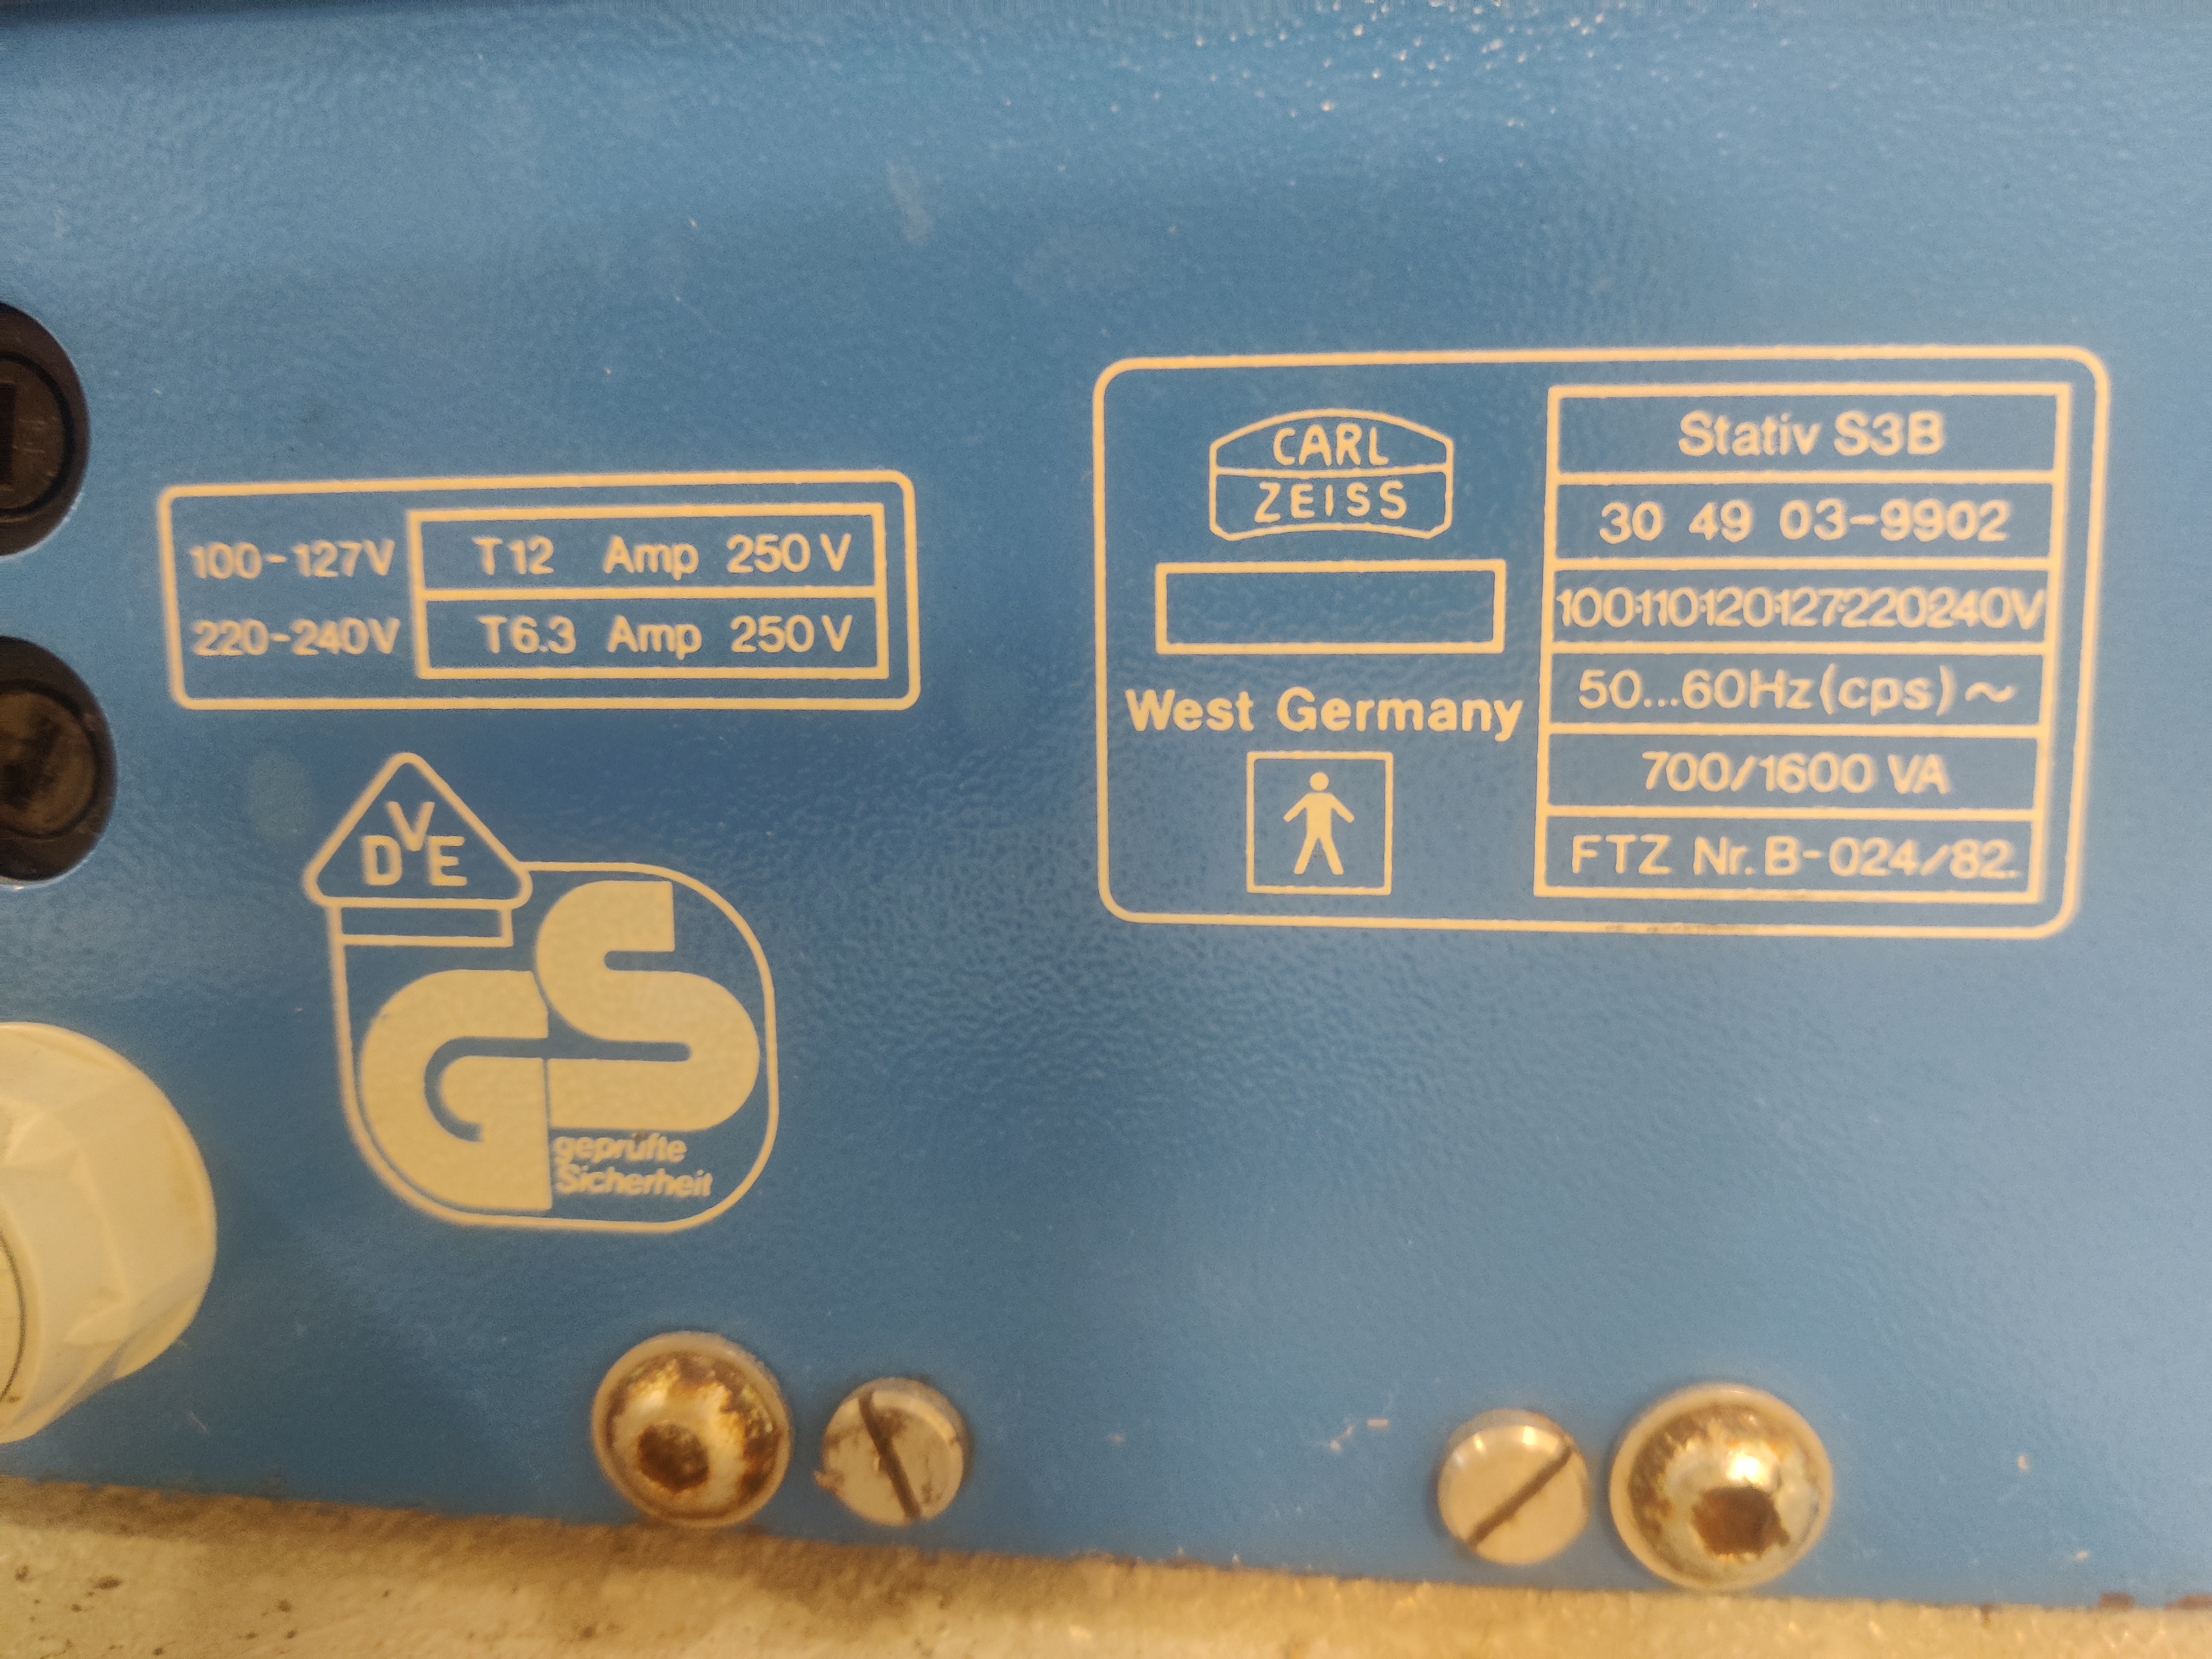 100-127V T12 Amp 250V
220-240V T6.3 Amp 250V
VDE
GS
geprüfte
Sicherheit
CARL
ZEISS
West Germany
Stativ S3B
30 49 03-9902
100·110·120·127·220·240V
50...60Hz(cps)~
700/1600 VA
FTZ Nr. B-024/82.